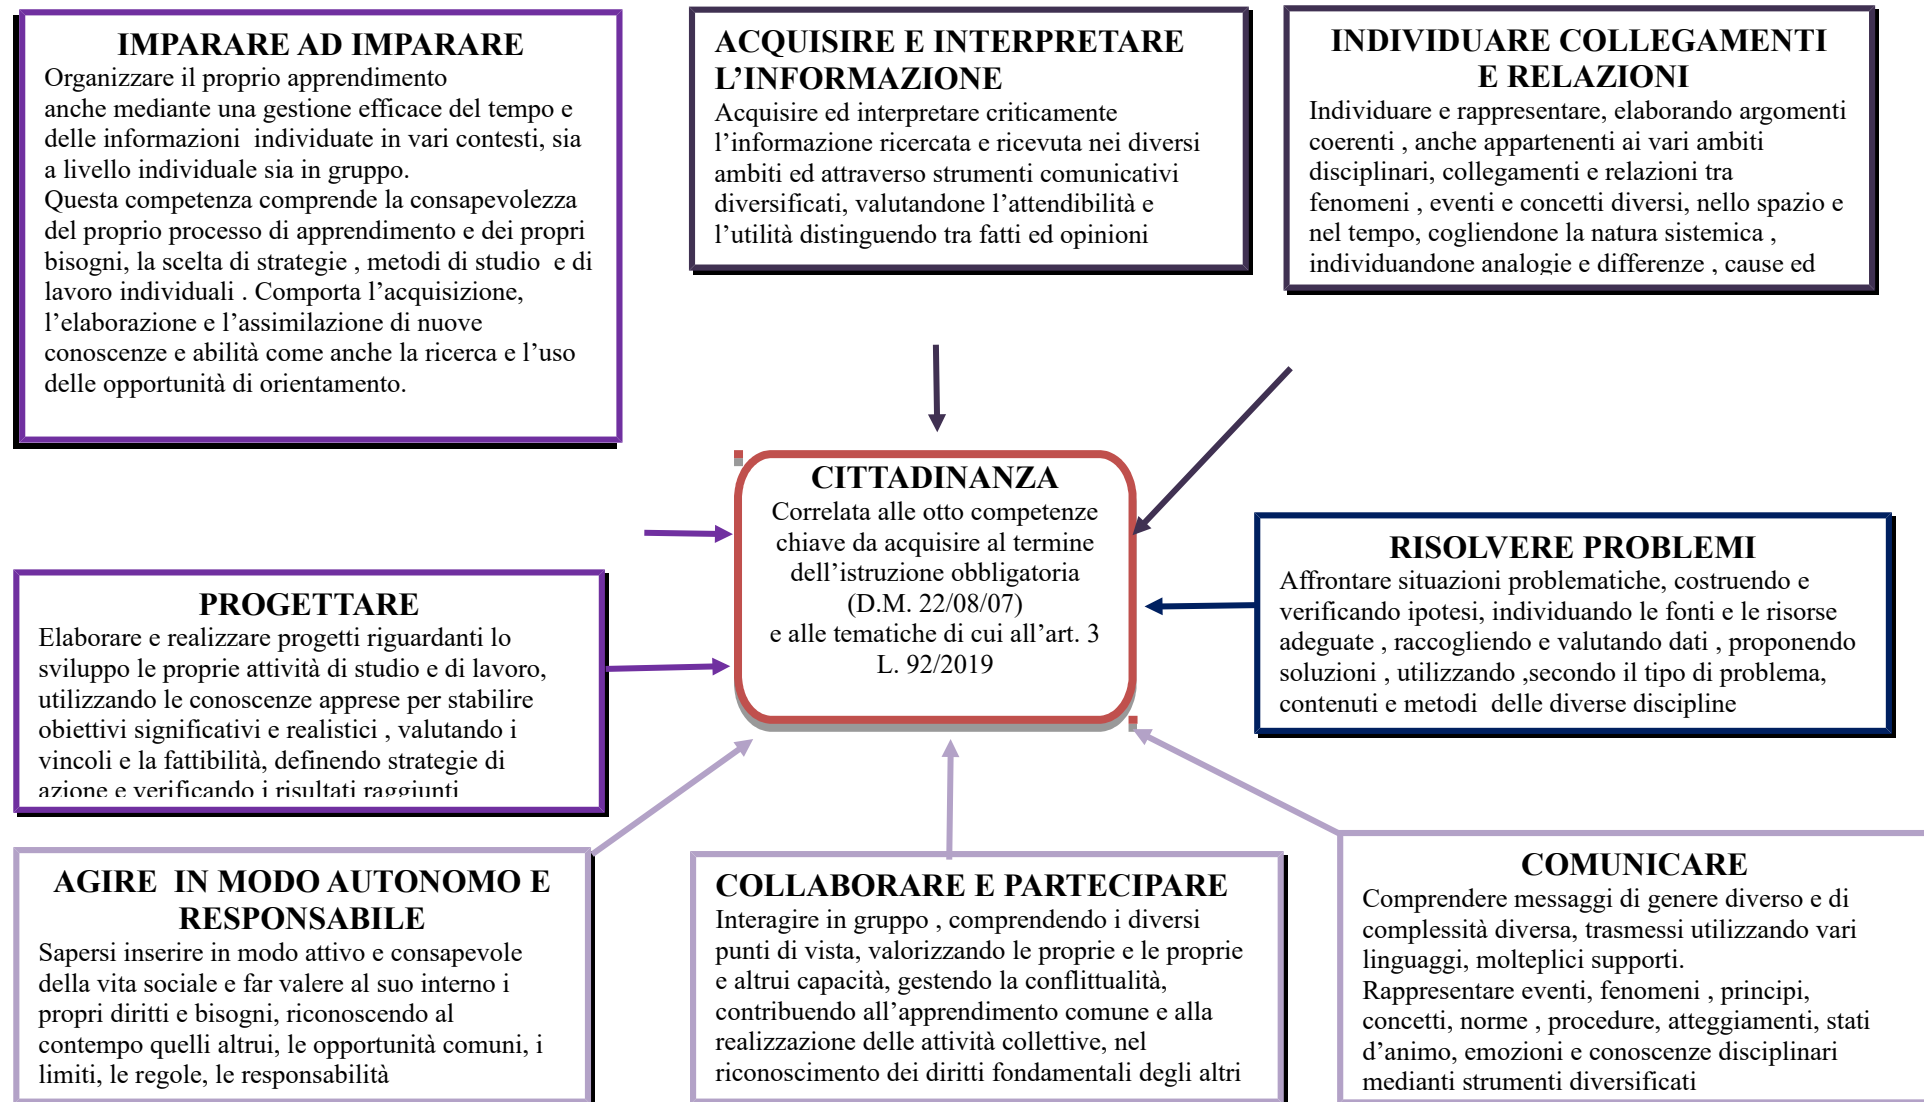 IMPARARE AD IMPARARE
Organizzare il proprio apprendimento
anche mediante una gestione efficace del tempo e
delle informazioni  individuate in vari contesti, sia
a livello individuale sia in gruppo.
Questa competenza comprende la consapevolezza
del proprio processo di apprendimento e dei propri
bisogni, la scelta di strategie , metodi di studio  e di
lavoro individuali . Comporta l’acquisizione,
l’elaborazione e l’assimilazione di nuove
conoscenze e abilità come anche la ricerca e l’uso
delle opportunità di orientamento.
ACQUISIRE E INTERPRETARE
L’INFORMAZIONE
Acquisire ed interpretare criticamente
l’informazione ricercata e ricevuta nei diversi
ambiti ed attraverso strumenti comunicativi
diversificati, valutandone l’attendibilità e
l’utilità distinguendo tra fatti ed opinioni
INDIVIDUARE COLLEGAMENTI
E RELAZIONI
Individuare e rappresentare, elaborando argomenti
coerenti , anche appartenenti ai vari ambiti
disciplinari, collegamenti e relazioni tra
fenomeni , eventi e concetti diversi, nello spazio e
nel tempo, cogliendone la natura sistemica ,
individuandone analogie e differenze , cause ed
CITTADINANZA
Correlata alle otto competenze
chiave da acquisire al termine
dell’istruzione obbligatoria
(D.M. 22/08/07)
e alle tematiche di cui all’art. 3
L. 92/2019
PROGETTARE
Elaborare e realizzare progetti riguardanti lo
sviluppo le proprie attività di studio e di lavoro,
utilizzando le conoscenze apprese per stabilire
obiettivi significativi e realistici , valutando i
vincoli e la fattibilità, definendo strategie di
azione e verificando i risultati raggiunti
RISOLVERE PROBLEMI
Affrontare situazioni problematiche, costruendo e
verificando ipotesi, individuando le fonti e le risorse
adeguate , raccogliendo e valutando dati , proponendo
soluzioni , utilizzando ,secondo il tipo di problema,
contenuti e metodi  delle diverse discipline
AGIRE  IN MODO AUTONOMO E
RESPONSABILE
Sapersi inserire in modo attivo e consapevole
della vita sociale e far valere al suo interno i
propri diritti e bisogni, riconoscendo al
contempo quelli altrui, le opportunità comuni, i
limiti, le regole, le responsabilità
COLLABORARE E PARTECIPARE
Interagire in gruppo , comprendendo i diversi
punti di vista, valorizzando le proprie e le proprie
e altrui capacità, gestendo la conflittualità,
contribuendo all’apprendimento comune e alla
realizzazione delle attività collettive, nel
riconoscimento dei diritti fondamentali degli altri
COMUNICARE
Comprendere messaggi di genere diverso e di
complessità diversa, trasmessi utilizzando vari
linguaggi, molteplici supporti.
Rappresentare eventi, fenomeni , principi,
concetti, norme , procedure, atteggiamenti, stati
d’animo, emozioni e conoscenze disciplinari
medianti strumenti diversificati